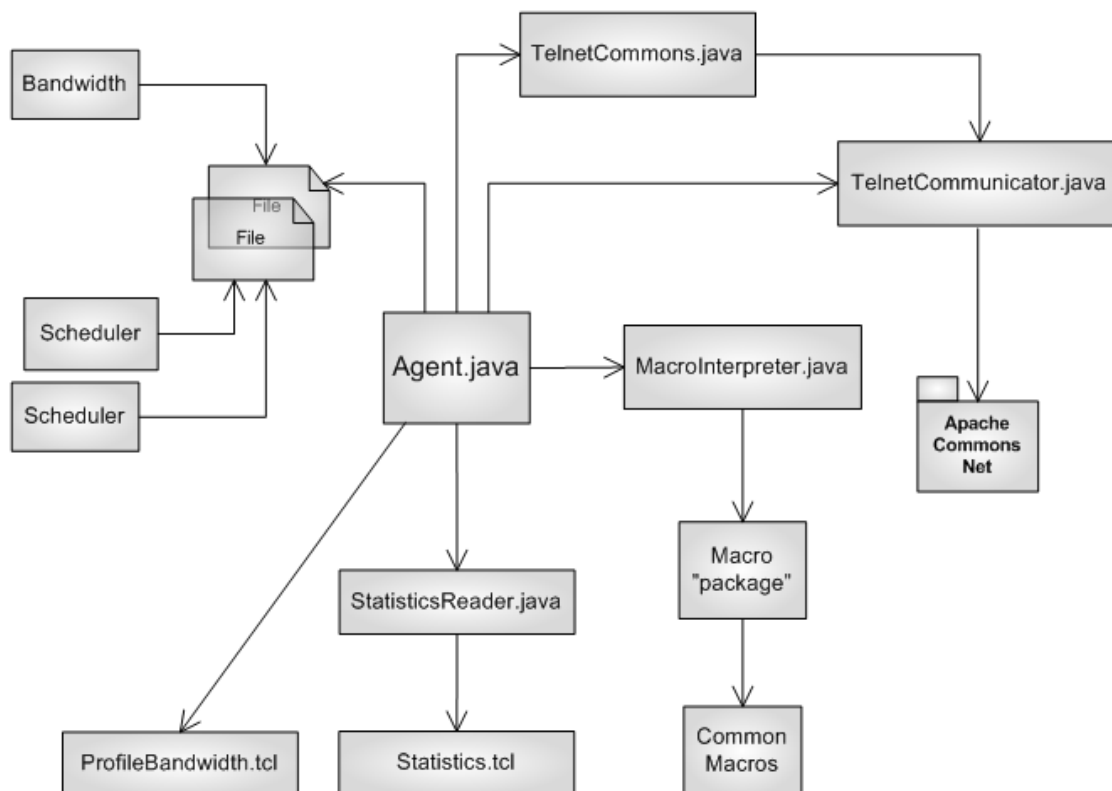 TelnetCommons.java
Bandwidth
TelnetCommunicator.java
File
File
Scheduler
Agent.java
MacroInterpreter.java
Scheduler
Apache
Commons
Net
Macro
"package"
StatisticsReader.java
ProfileBandwidth.tcl
Statistics.tcl
Common
Macros